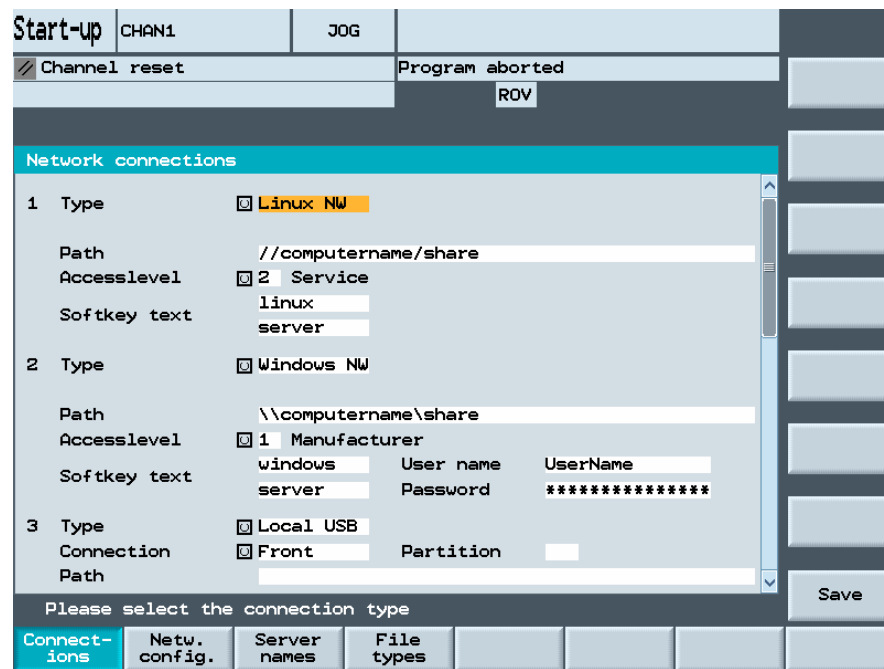 Start-up CHAN1 JOG
Channel reset Program aborted
ROV
Network connections
1 Type Linux NW
Path //computername/share
Accesslevel 2 Service
Softkey text linux
server
2 Type Windows NW
Path \\computername\share
Accesslevel 1 Manufacturer
Softkey text windows User name UserName
server Password ***************
3 Type Local USB
Connection Front Partition
Path
Save
Please select the connection type
Connect-
ions
Netw.
config.
Server
names
File
types